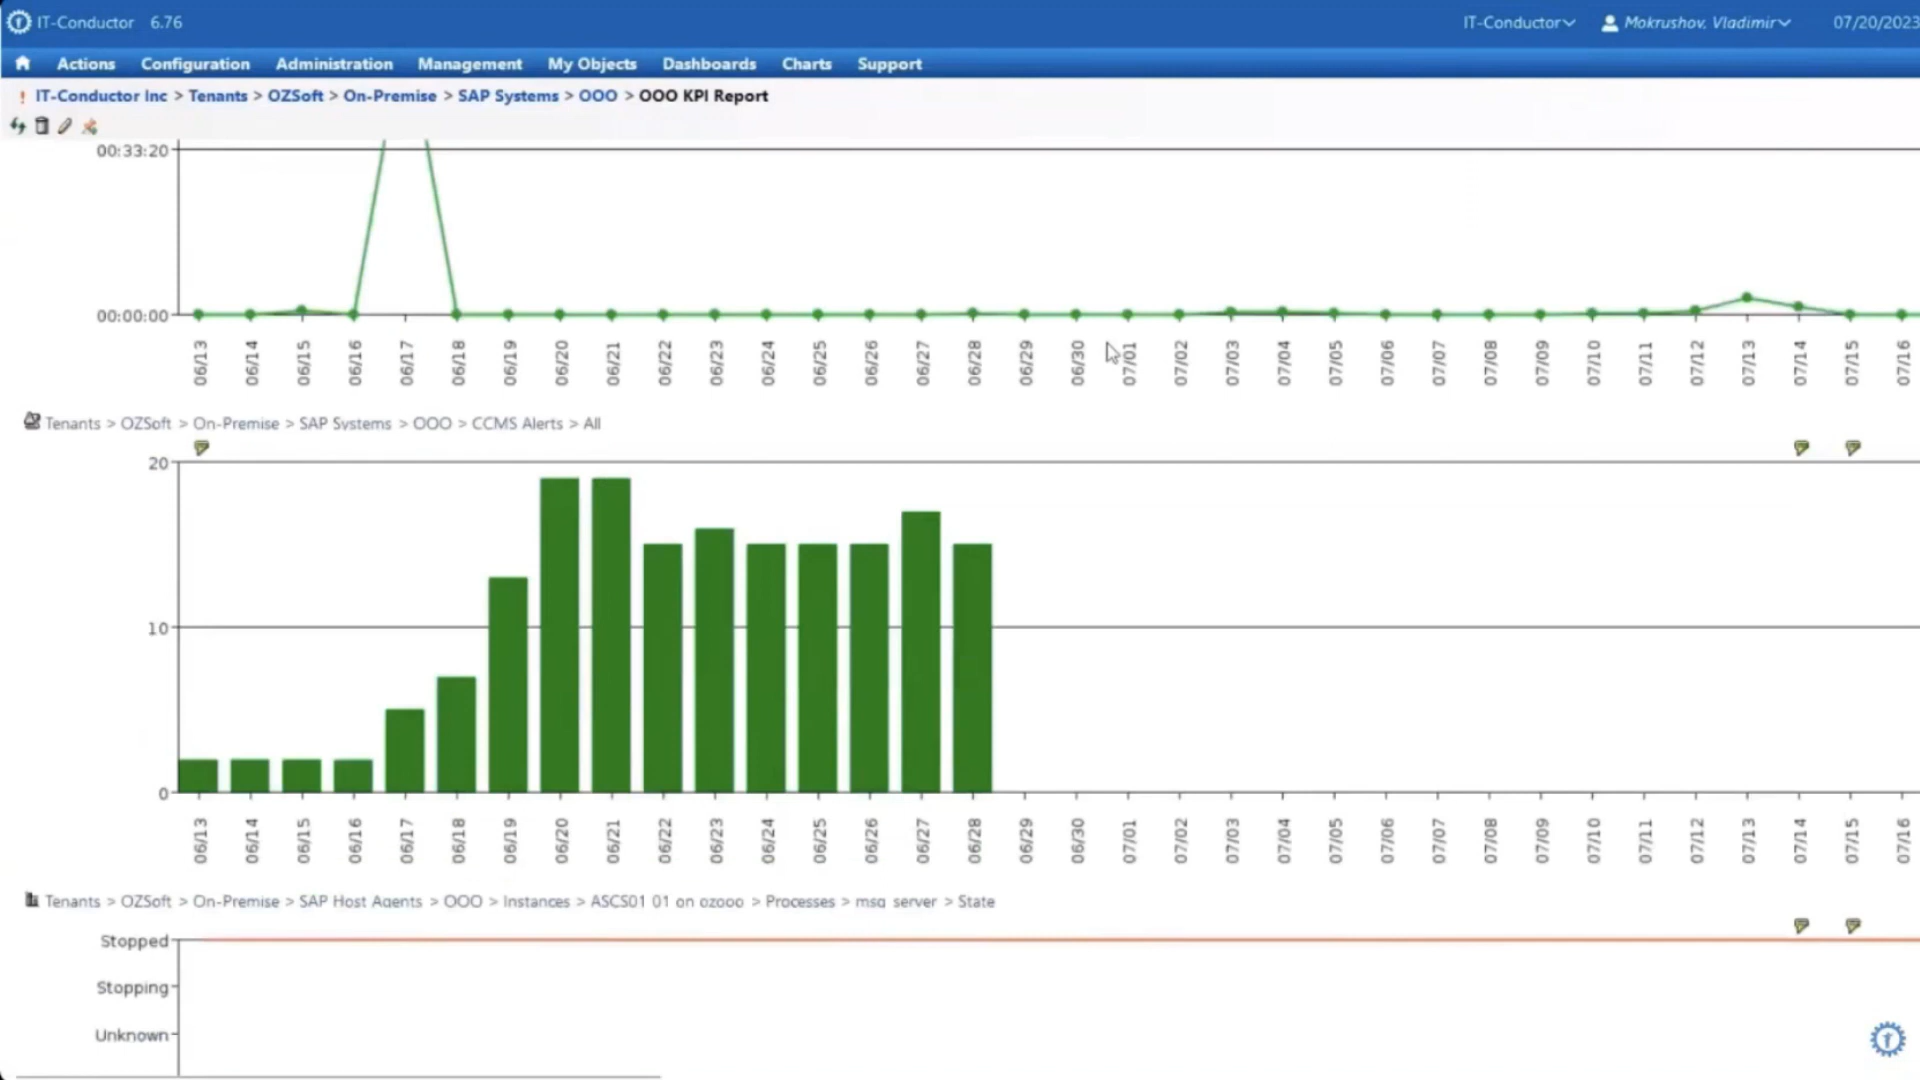 IT-Conductor 6.76 IT-Conductor Mokrushov, Vladimir 07/20/2023
Actions Configuration Administration Management My Objects Dashboards Charts Support
! IT-Conductor Inc > Tenants > OZSoft > On-Premise > SAP Systems > OOO > OOO KPI Report
00:33:20
00:00:00
06/13 06/14 06/15 06/16 06/17 06/18 06/19 06/20 06/21 06/22 06/23 06/24 06/25 06/26 06/27 06/28 06/29 06/30 07/01 07/02 07/03 07/04 07/05 07/06 07/07 07/08 07/09 07/10 07/11 07/12 07/13 07/14 07/15 07/16
Tenants > OZSoft > On-Premise > SAP Systems > OOO > CCMS Alerts > All
20
10
0
06/13 06/14 06/15 06/16 06/17 06/18 06/19 06/20 06/21 06/22 06/23 06/24 06/25 06/26 06/27 06/28 06/29 06/30 07/01 07/02 07/03 07/04 07/05 07/06 07/07 07/08 07/09 07/10 07/11 07/12 07/13 07/14 07/15 07/16
Tenants > OZSoft > On-Premise > SAP Host Agents > OOO > Instances > ASCS01 01 on ozooo > Processes > msg_server > State
Stopped
Stopping
Unknown